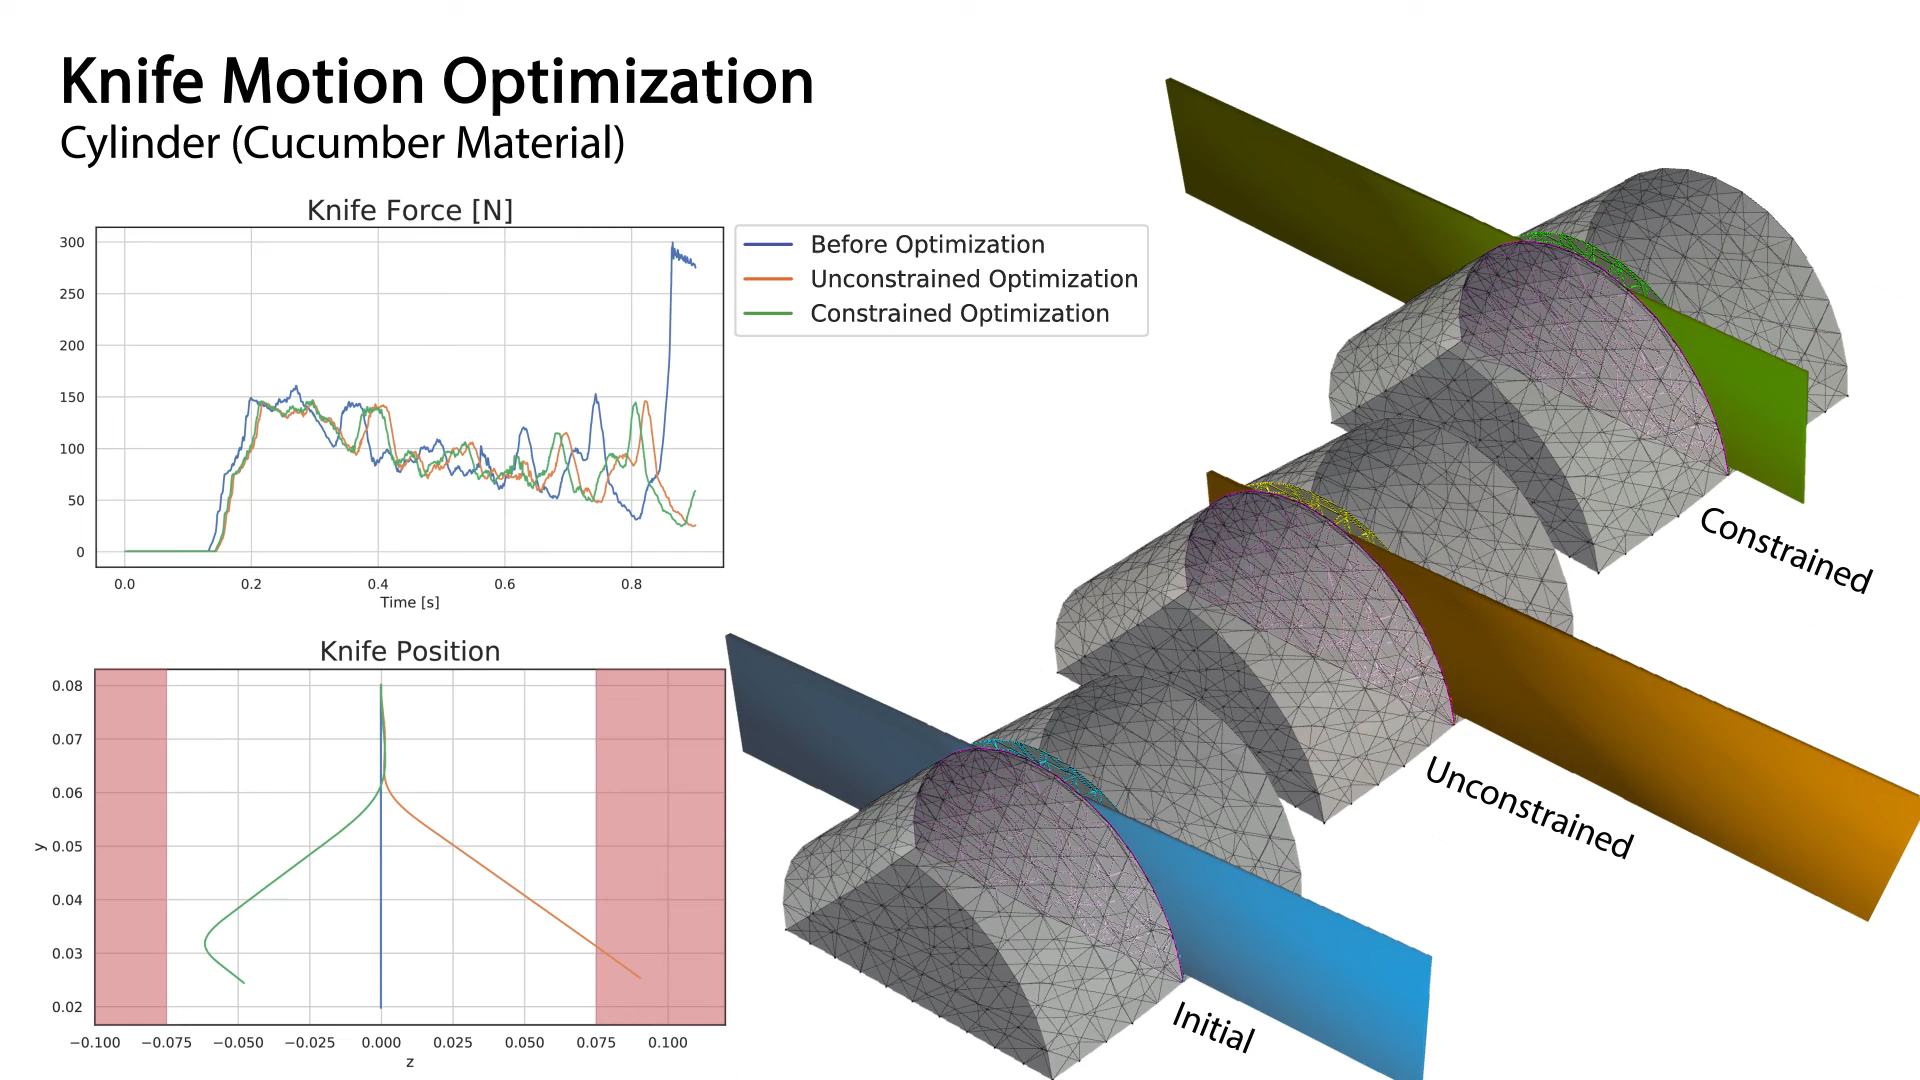 Knife Motion Optimization
Cylinder (Cucumber Material)
Knife Force [N]
300
250
200
150
100
50
0
0.0 0.2 0.4 0.6 0.8
Time [s]
Before Optimization
Unconstrained Optimization
Constrained Optimization
Knife Position
0.08
0.07
0.06
0.05
0.04
0.03
0.02
y
−0.100 −0.075 −0.050 −0.025 0.000 0.025 0.050 0.075 0.100
z
Constrained
Unconstrained
Initial